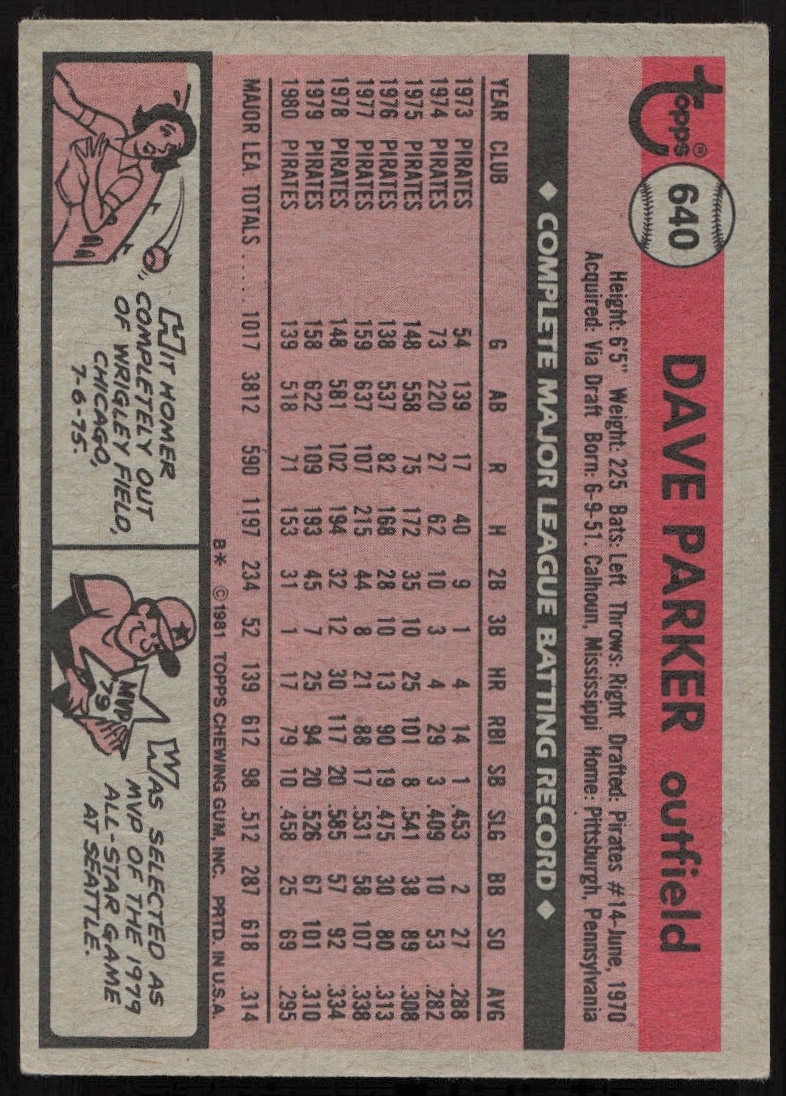 topps®
640
DAVE PARKER outfield
Height: 6'5" Weight: 225 Bats: Left Throws: Right Drafted: Pirates #14-June, 1970
Acquired: Via Draft Born: 6-9-51, Calhoun, Mississippi Home: Pittsburgh, Pennsylvania
◆ COMPLETE MAJOR LEAGUE BATTING RECORD ◆
YEAR CLUB G AB R H 2B 3B HR RBI SB SLG BB SO AVG
1973 PIRATES 54 139 17 40 9 1 4 14 1 .453 2 27 .288
1974 PIRATES 73 220 27 62 10 3 4 29 3 .409 10 53 .282
1975 PIRATES 148 558 75 172 35 10 25 101 8 .541 38 89 .308
1976 PIRATES 138 537 82 168 28 10 13 90 19 .475 30 80 .313
1977 PIRATES 159 637 107 215 44 8 21 88 17 .531 58 107 .338
1978 PIRATES 148 581 102 194 32 12 30 117 20 .585 57 92 .334
1979 PIRATES 158 622 109 193 45 7 25 94 20 .526 67 101 .310
1980 PIRATES 139 518 71 153 31 1 17 79 10 .458 25 69 .295
MAJOR LEA. TOTALS ..... 1017 3812 590 1197 234 52 139 612 98 .512 287 618 .314
B* ©1981 TOPPS CHEWING GUM, INC. PRTD. IN U.S.A.
HIT HOMER
COMPLETELY OUT
OF WRIGLEY FIELD,
CHICAGO,
7-6-75.
MVP
79
WAS SELECTED AS
MVP OF THE 1979
ALL-STAR GAME
AT SEATTLE.